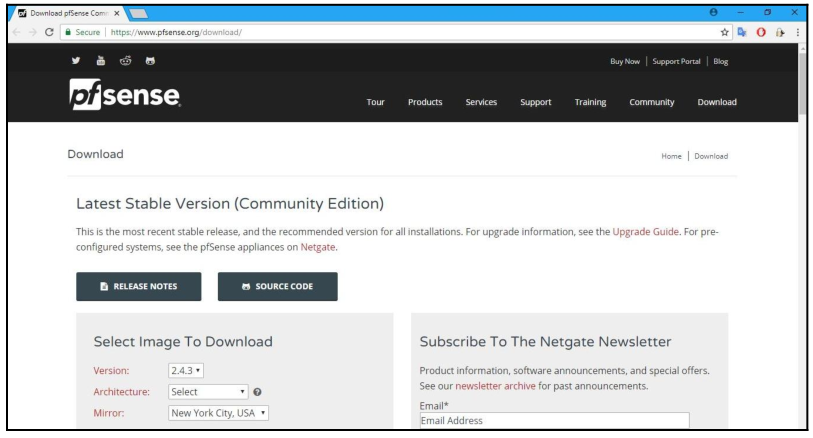 Download pfSense Comm
Secure | https://www.pfsense.org/download/
Buy Now | Support Portal | Blog
pfsense
Tour Products Services Support Training Community Download
Download
Home | Download
Latest Stable Version (Community Edition)
This is the most recent stable release, and the recommended version for all installations. For upgrade information, see the Upgrade Guide. For pre-
configured systems, see the pfSense appliances on Netgate.
RELEASE NOTES SOURCE CODE
Select Image To Download
Version: 2.4.3
Architecture: Select
Mirror: New York City, USA
Subscribe To The Netgate Newsletter
Product information, software announcements, and special offers.
See our newsletter archive for past announcements.
Email*
Email Address